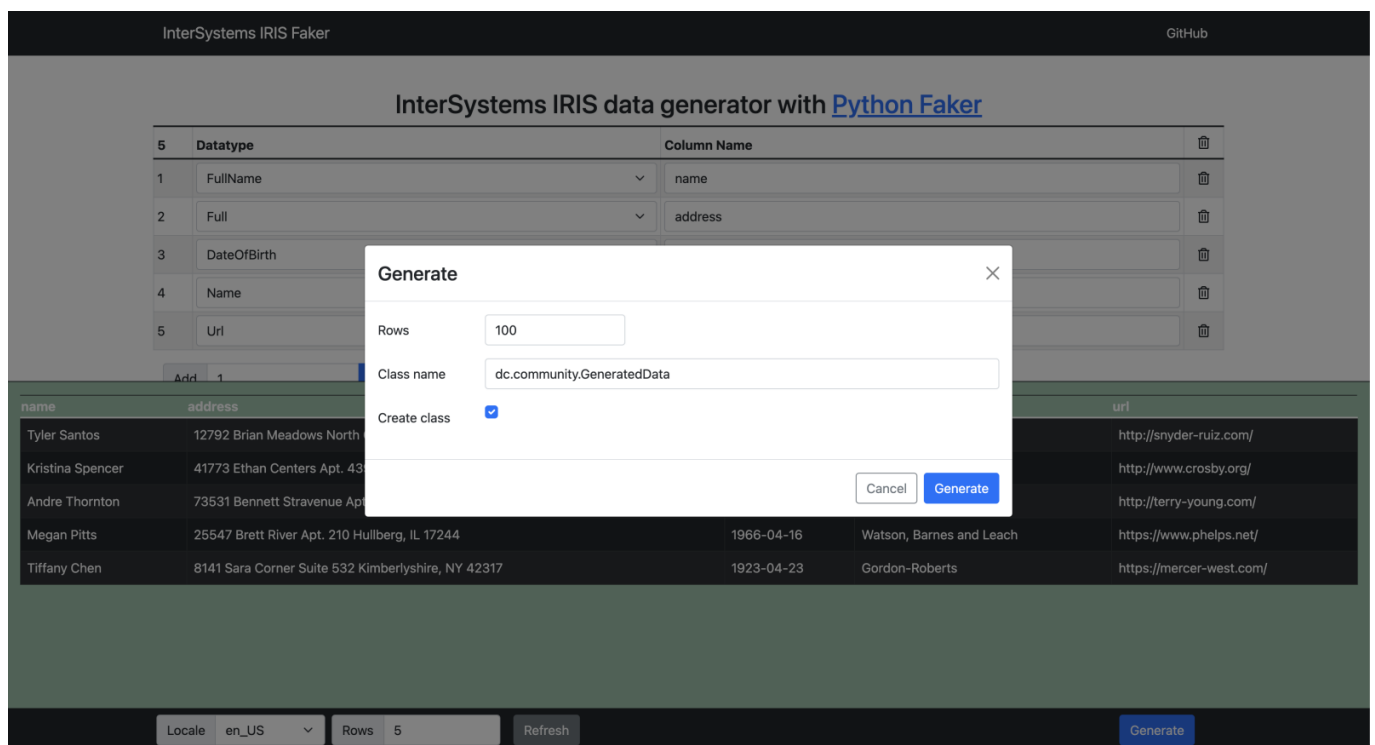 InterSystems IRIS Faker GitHub
InterSystems IRIS data generator with Python Faker
5 Datatype Column Name
1 FullName name
2 Full address
3 DateOfBirth
4 Name
5 Url
Add 1
Generate
Rows 100
Class name dc.community.GeneratedData
Create class
Cancel Generate
name address url
Tyler Santos 12792 Brian Meadows North http://snyder-ruiz.com/
Kristina Spencer 41773 Ethan Centers Apt. http://www.crosby.org/
Andre Thornton 73531 Bennett Stravenue Apt http://terry-young.com/
Megan Pitts 25547 Brett River Apt. 210 Hullberg, IL 17244 1966-04-16 Watson, Barnes and Leach https://www.phelps.net/
Tiffany Chen 8141 Sara Corner Suite 532 Kimberlyshire, NY 42317 1923-04-23 Gordon-Roberts https://mercer-west.com/
Locale en_US Rows 5 Refresh Generate